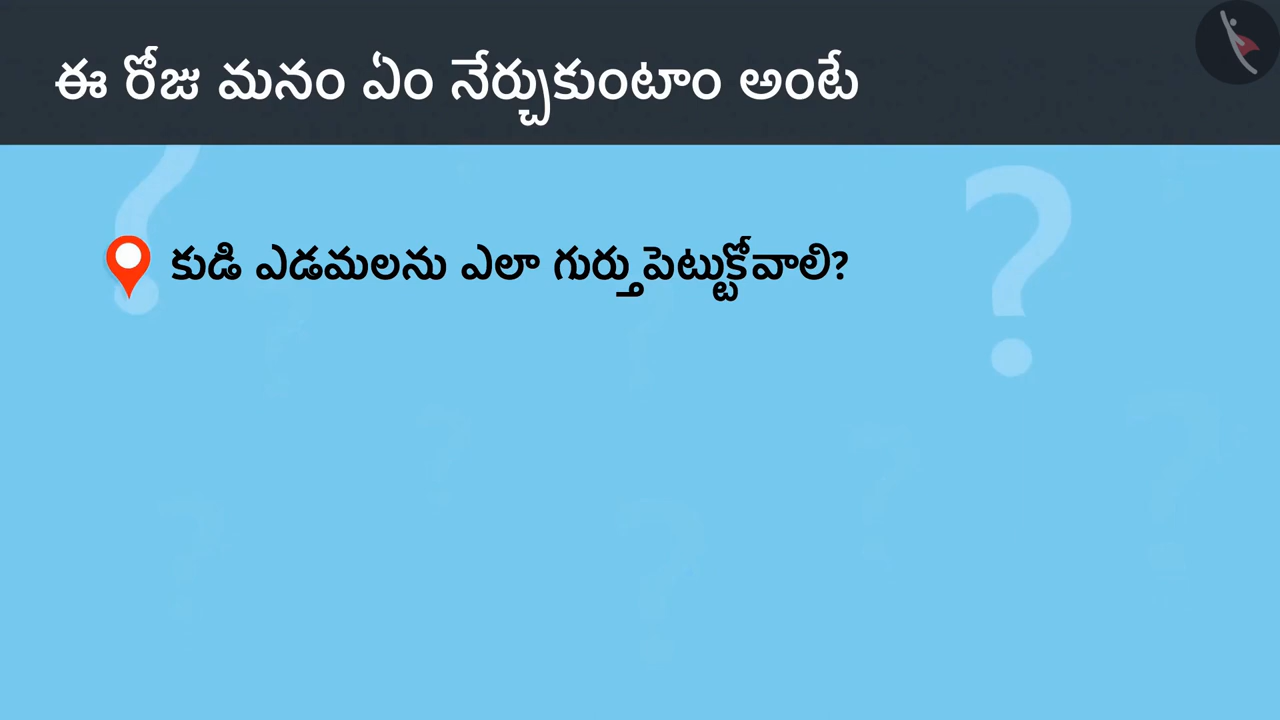 ఈ రోజు మనం ఏం నేర్చుకుంటాం అంటే
కుడి ఎడమలను ఎలా గుర్తుపెట్టుకోవాలి?